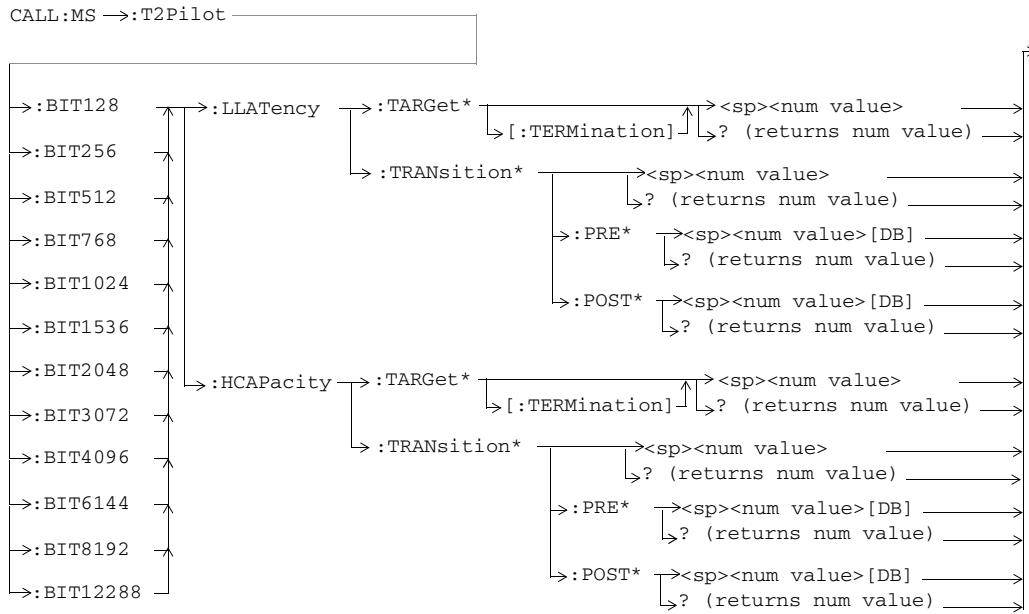 CALL:MS :T2Pilot
:BIT128 :LLATency :TARGet* <sp><num value>
[:TERMination] ? (returns num value)
:BIT256
:TRANsition* <sp><num value>
:BIT512 ? (returns num value)
:BIT768 :PRE* <sp><num value>[DB]
? (returns num value)
:BIT1024
:POST* <sp><num value>[DB]
:BIT1536 ? (returns num value)
:BIT2048 :HCAPacity :TARGet* <sp><num value>
:BIT3072 [:TERMination] ? (returns num value)
:TRANsition* <sp><num value>
:BIT4096 ? (returns num value)
:BIT6144 :PRE* <sp><num value>[DB]
? (returns num value)
:BIT8192
:POST* <sp><num value>[DB]
:BIT12288 ? (returns num value)